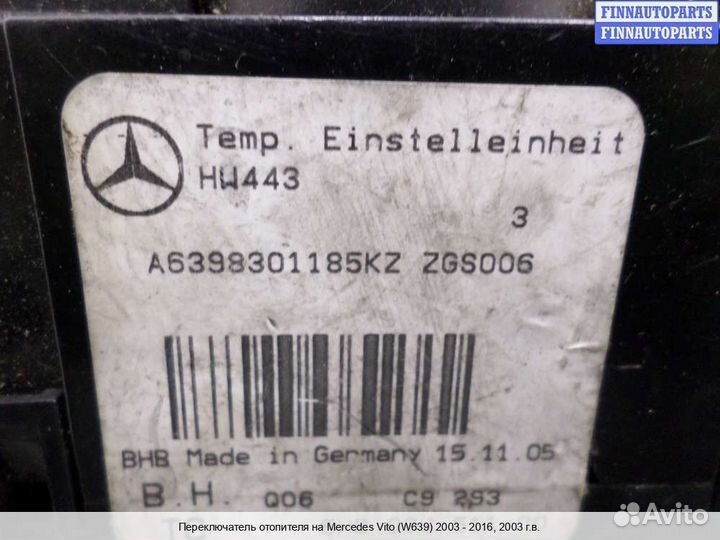 FINNAUTOPARTS
FINNAUTOPARTS
Temp. Einstelleinheit
HW443
3
A6398301185KZ ZGS006
BHB Made in Germany 15.11.05
B.H. Q06 C9 293
Переключатель отопителя на Mercedes Vito (W639) 2003 - 2016, 2003 г.в.
Avito